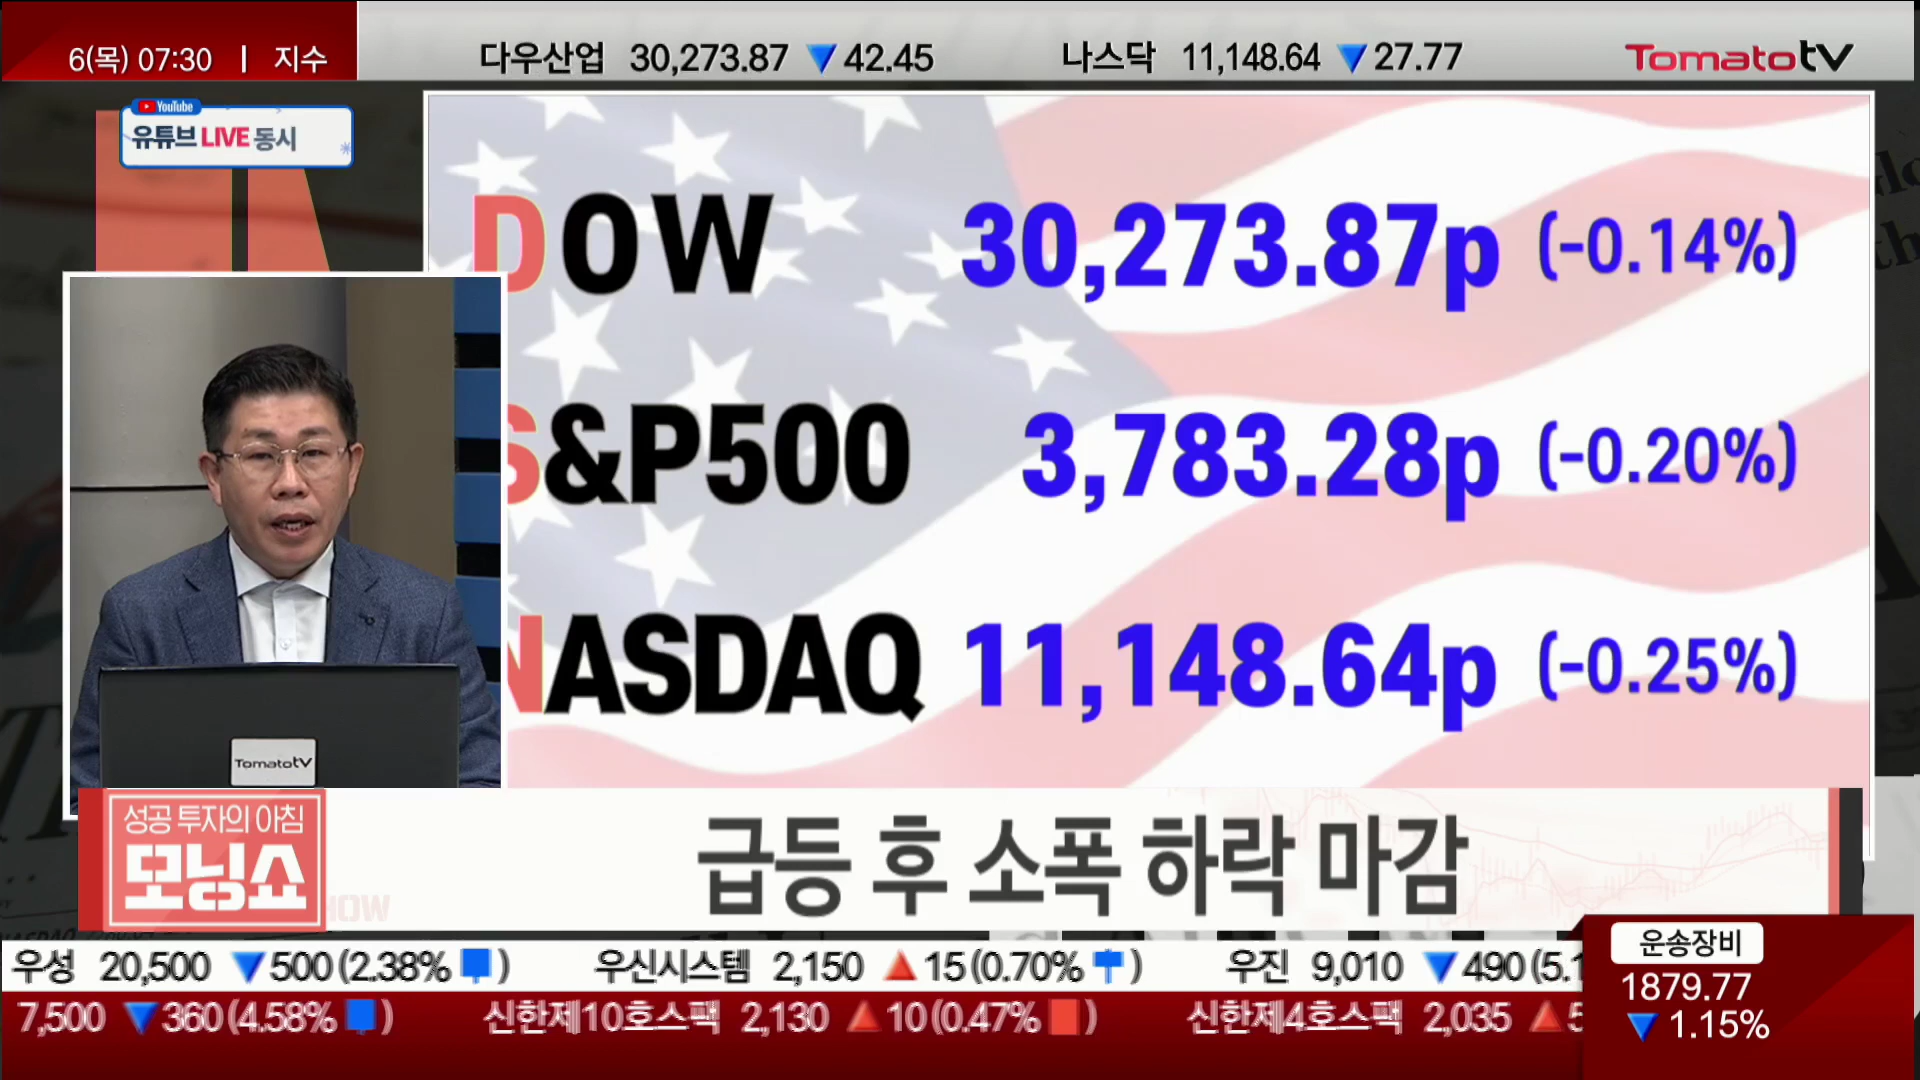 6(목) 07:30 | 지수
다우산업 30,273.87 ▼42.45
나스닥 11,148.64 ▼27.77
Tomatotv
YouTube
유튜브 LIVE 동시
DOW 30,273.87p (-0.14%)
S&P500 3,783.28p (-0.20%)
NASDAQ 11,148.64p (-0.25%)
Tomatotv
성공 투자의 아침
모닝쇼
급등 후 소폭 하락 마감
우성 20,500 ▼500(2.38% ) 우신시스템 2,150 ▲15(0.70% ) 우진 9,010 ▼490(5.1
7,500 ▼360(4.58% ) 신한제10호스팩 2,130 ▲10(0.47% ) 신한제4호스팩 2,035 ▲5
운송장비
1879.77
▼ 1.15%